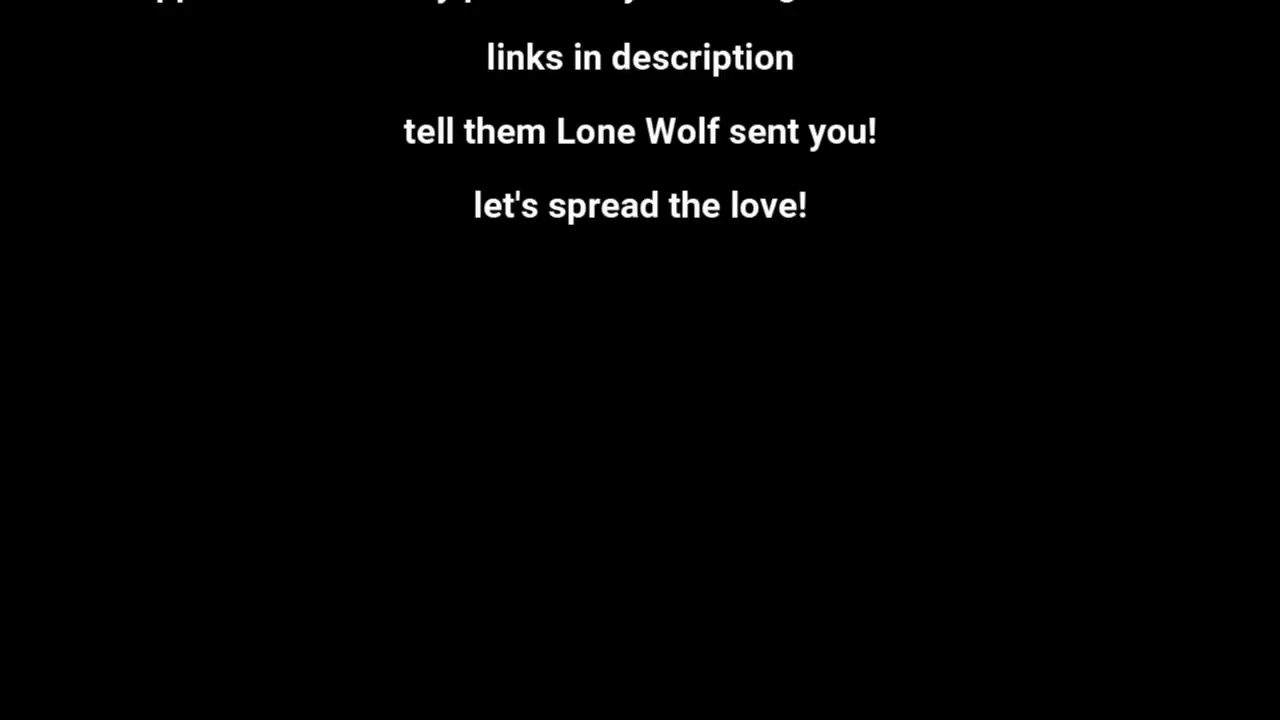 links in description
tell them Lone Wolf sent you!
let's spread the love!